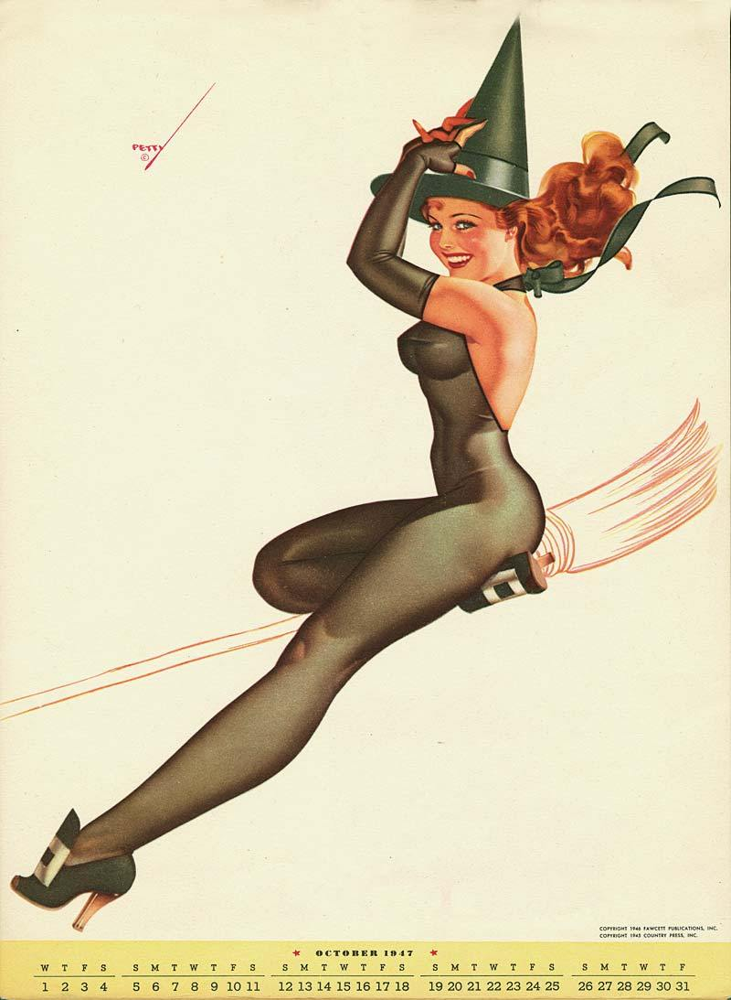 PETTY
©
COPYRIGHT 1946 FAWCETT PUBLICATIONS, INC.
COPYRIGHT 1945 COUNTRY PRESS, INC.
★ OCTOBER 1947 ★
W T F S S M T W T F S S M T W T F S S M T W T F S S M T W T F
1 2 3 4 5 6 7 8 9 10 11 12 13 14 15 16 17 18 19 20 21 22 23 24 25 26 27 28 29 30 31